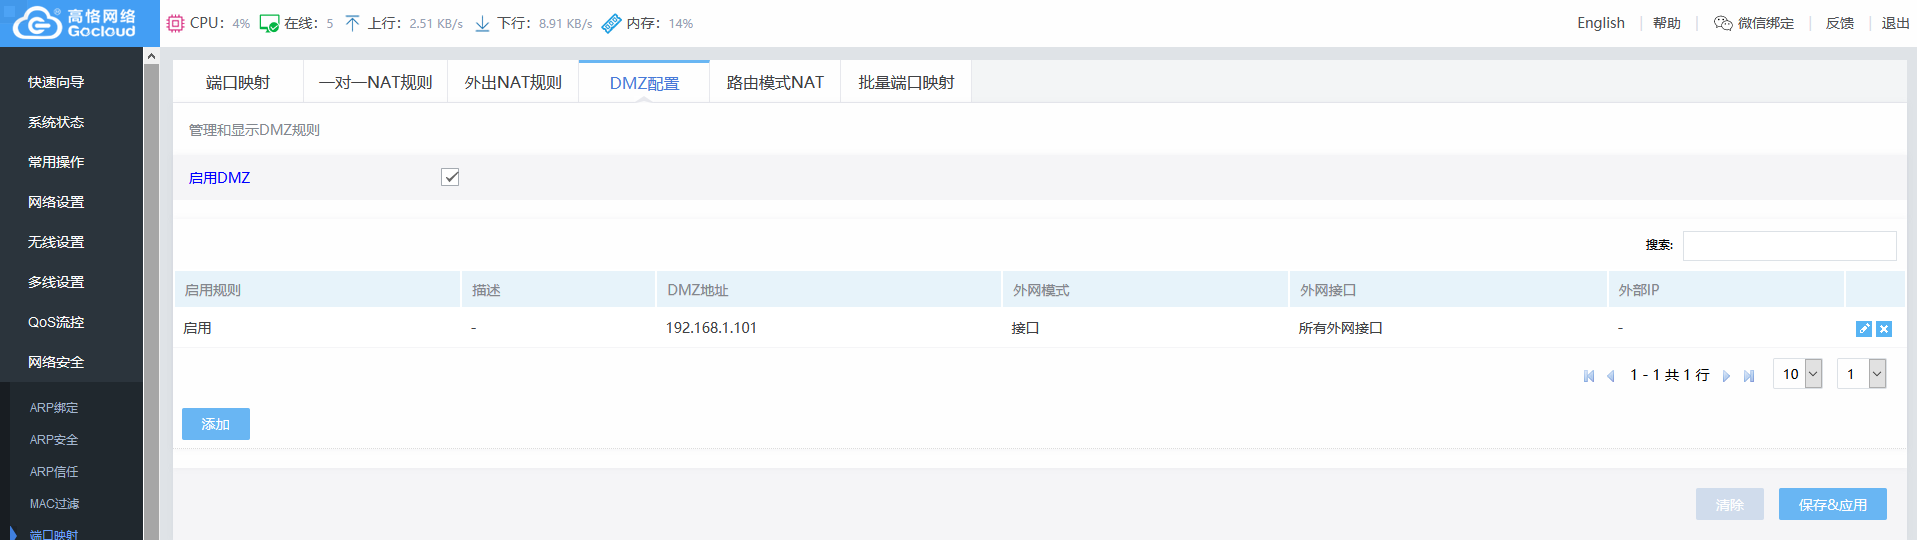 高恪网络
Gocloud
CPU: 4% 在线: 5 上行: 2.51 KB/s 下行: 8.91 KB/s 内存: 14%
English 帮助 微信绑定 反馈 退出
快速向导
系统状态
常用操作
网络设置
无线设置
多线设置
QoS流控
网络安全
ARP绑定
ARP安全
ARP信任
MAC过滤
端口映射
端口映射 一对一NAT规则 外出NAT规则 DMZ配置 路由模式NAT 批量端口映射
管理和显示DMZ规则
启用DMZ
搜索:
启用规则 描述 DMZ地址 外网模式 外网接口 外部IP
启用 - 192.168.1.101 接口 所有外网接口 -
1 - 1 共 1 行 10 1
添加
清除 保存&应用